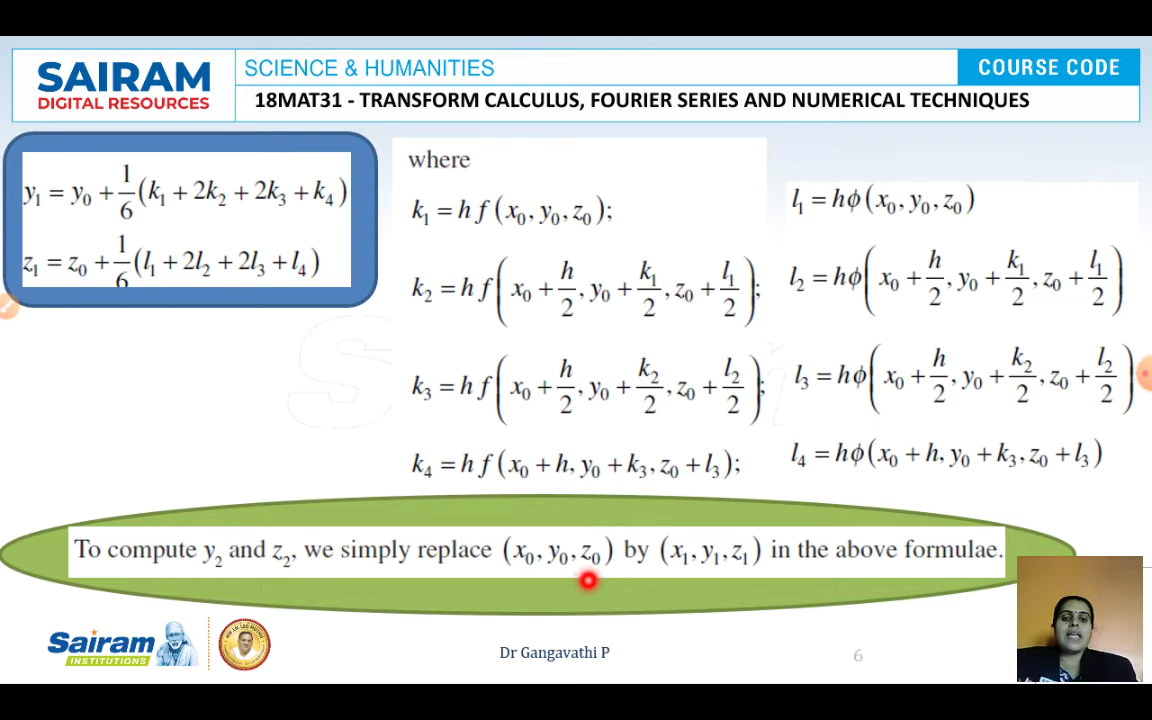 SAIRAM
DIGITAL RESOURCES
SCIENCE & HUMANITIES
COURSE CODE
18MAT31 - TRANSFORM CALCULUS, FOURIER SERIES AND NUMERICAL TECHNIQUES
y₁ = y₀ + 1/6 (k₁ + 2k₂ + 2k₃ + k₄)
z₁ = z₀ + 1/6 (l₁ + 2l₂ + 2l₃ + l₄)
where
k₁ = h f(x₀, y₀, z₀);
k₂ = h f(x₀ + h/2, y₀ + k₁/2, z₀ + l₁/2);
k₃ = h f(x₀ + h/2, y₀ + k₂/2, z₀ + l₂/2);
k₄ = h f(x₀ + h, y₀ + k₃, z₀ + l₃);
l₁ = hϕ(x₀, y₀, z₀)
l₂ = hϕ(x₀ + h/2, y₀ + k₁/2, z₀ + l₁/2)
l₃ = hϕ(x₀ + h/2, y₀ + k₂/2, z₀ + l₂/2)
l₄ = hϕ(x₀ + h, y₀ + k₃, z₀ + l₃)
To compute y₂ and z₂, we simply replace (x₀, y₀, z₀) by (x₁, y₁, z₁) in the above formulae.
Sairam
INSTITUTIONS
Dr Gangavathi P
6